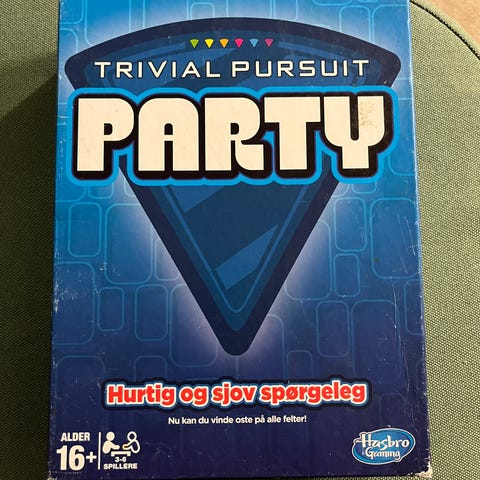 TRIVIAL PURSUIT
PARTY
Hurtig og sjov spørgeleg
Nu kan du vinde oste på alle felter!
ALDER
16+
3-6
SPILLERE
Hasbro
Gaming